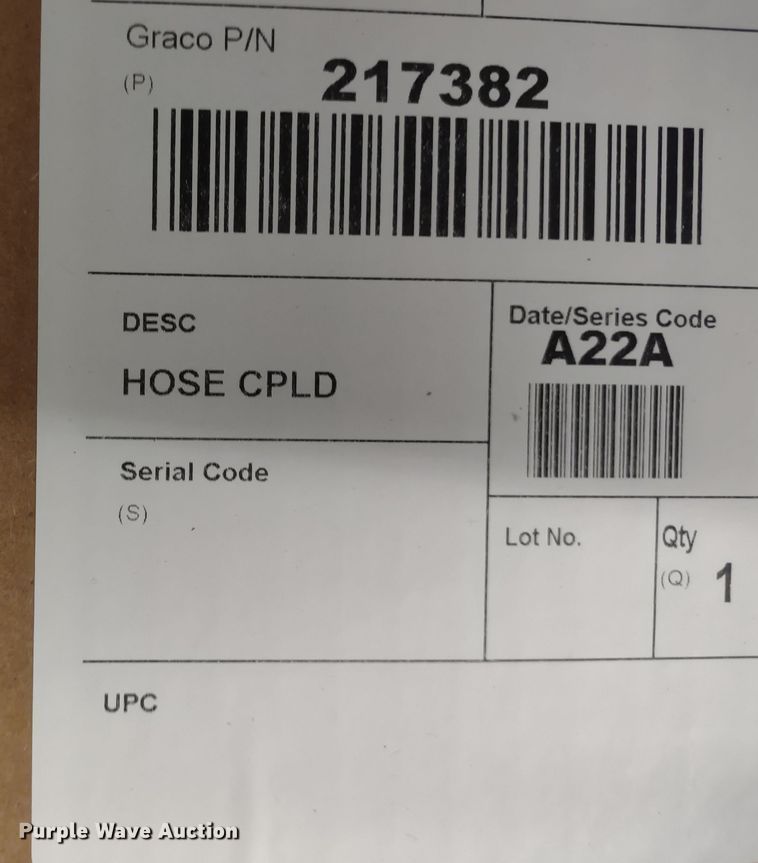 Graco P/N
(P)
217382
DESC
HOSE CPLD
Date/Series Code
A22A
Serial Code
(S)
Lot No.
Qty
(Q) 1
UPC
Purple Wave Auction